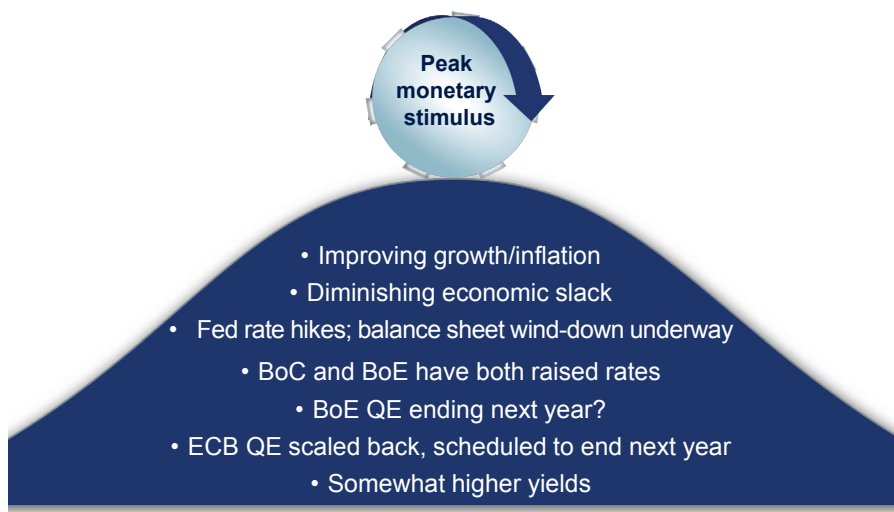 Peak
monetary
stimulus
• Improving growth/inflation
• Diminishing economic slack
• Fed rate hikes; balance sheet wind-down underway
• BoC and BoE have both raised rates
• BoE QE ending next year?
• ECB QE scaled back, scheduled to end next year
• Somewhat higher yields